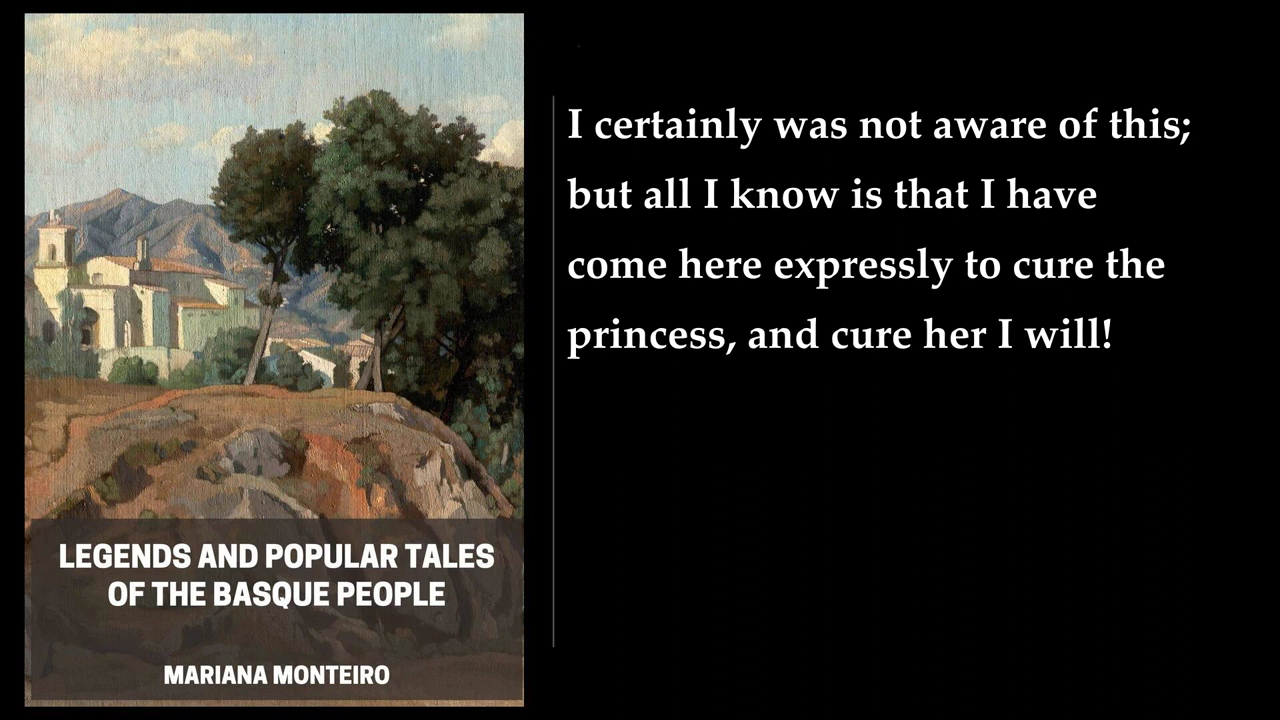 LEGENDS AND POPULAR TALES
OF THE BASQUE PEOPLE
MARIANA MONTEIRO
I certainly was not aware of this;
but all I know is that I have
come here expressly to cure the
princess, and cure her I will!